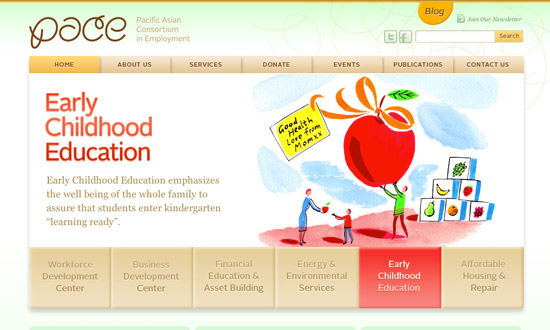 pace
Pacific Asian
Consortium
in Employment
Blog
Join Our Newsletter
Search
HOME
ABOUT US
SERVICES
DONATE
EVENTS
PUBLICATIONS
CONTACT US
Early
Childhood
Education
Early Childhood Education emphasizes
the well being of the whole family to
assure that students enter kindergarten
“learning ready”.
Good
Health
Love from
Momxx
Workforce
Development
Center
Business
Development
Center
Financial
Education &
Asset Building
Energy &
Environmental
Services
Early
Childhood
Education
Affordable
Housing &
Repair